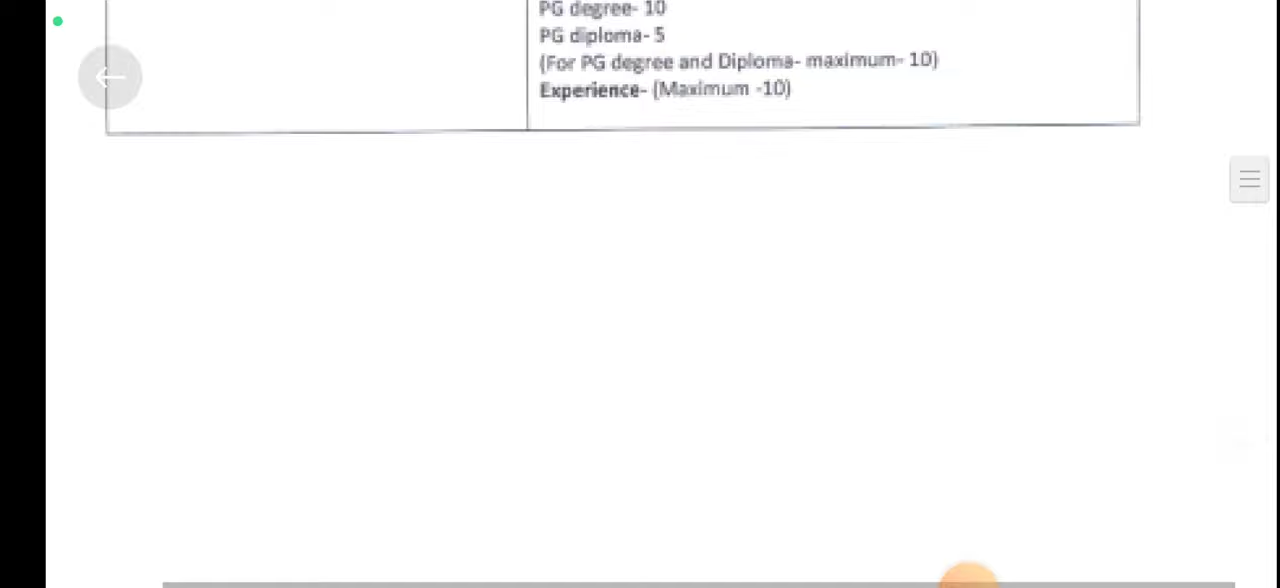 PG degree- 10
PG diploma- 5
(For PG degree and Diploma- maximum- 10)
Experience- (Maximum -10)